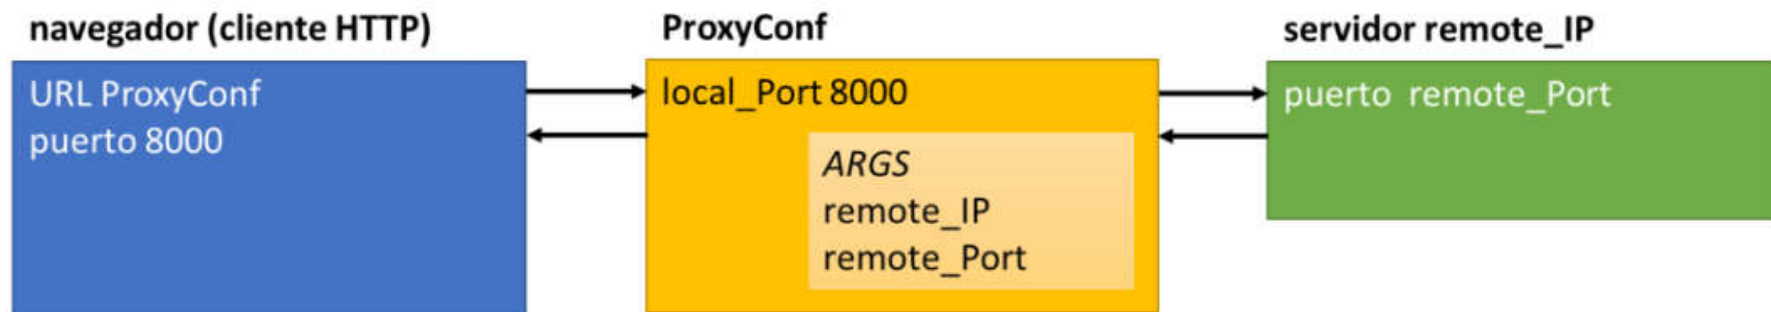 navegador (cliente HTTP)
URL ProxyConf
puerto 8000
ProxyConf
local_Port 8000
ARGS
remote_IP
remote_Port
servidor remote_IP
puerto remote_Port